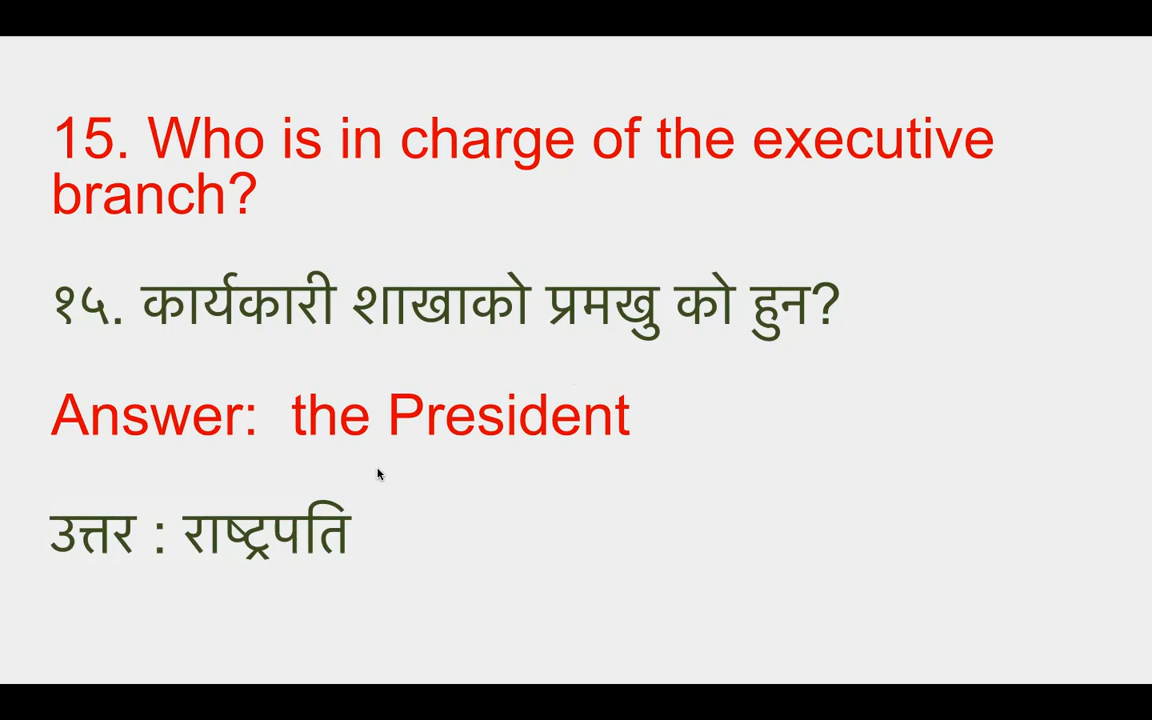 15. Who is in charge of the executive
branch?
१५. कार्यकारी शाखाको प्रमखु को हुन?
Answer:  the President
उत्तर : राष्ट्रपति